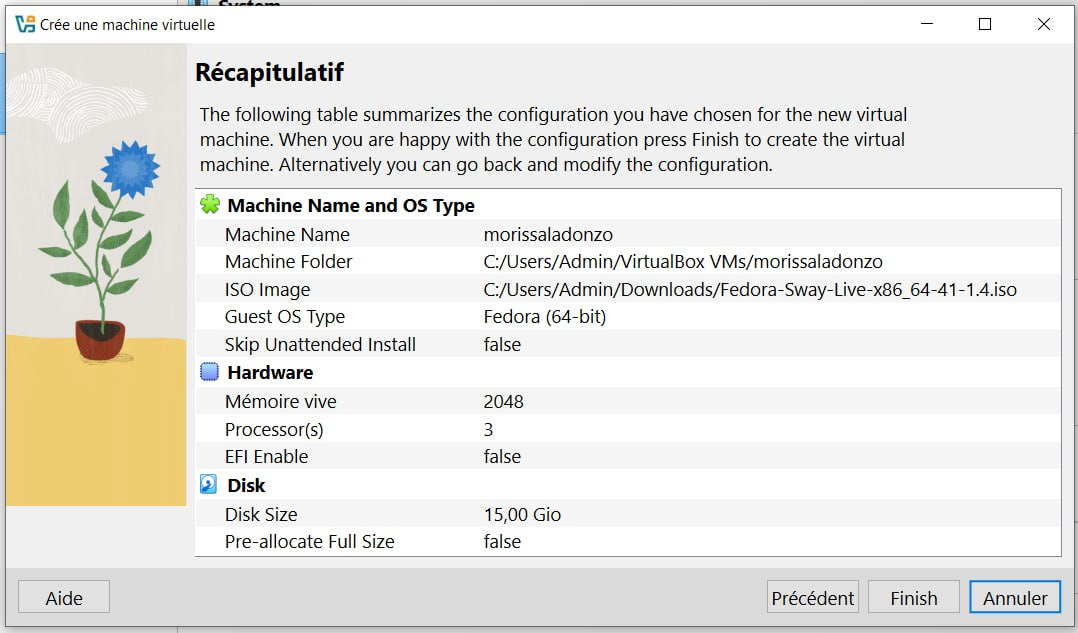 System
Crée une machine virtuelle
Récapitulatif
The following table summarizes the configuration you have chosen for the new virtual
machine. When you are happy with the configuration press Finish to create the virtual
machine. Alternatively you can go back and modify the configuration.
Machine Name and OS Type
Machine Name morissaladonzo
Machine Folder C:/Users/Admin/VirtualBox VMs/morissaladonzo
ISO Image C:/Users/Admin/Downloads/Fedora-Sway-Live-x86_64-41-1.4.iso
Guest OS Type Fedora (64-bit)
Skip Unattended Install false
Hardware
Mémoire vive 2048
Processor(s) 3
EFI Enable false
Disk
Disk Size 15,00 Gio
Pre-allocate Full Size false
Aide Précédent Finish Annuler